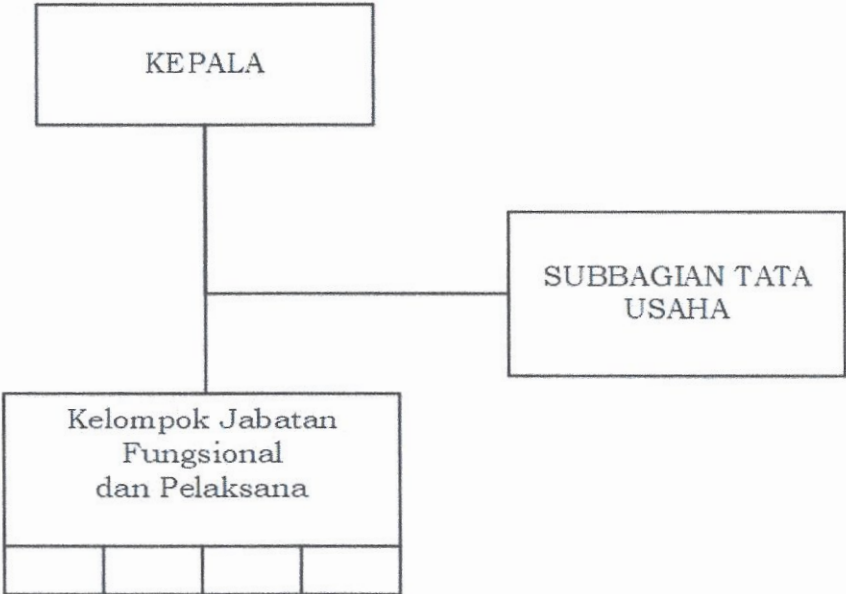 KEPALA
SUBBAGIAN TATA
USAHA
Kelompok Jabatan
Fungsional
dan Pelaksana